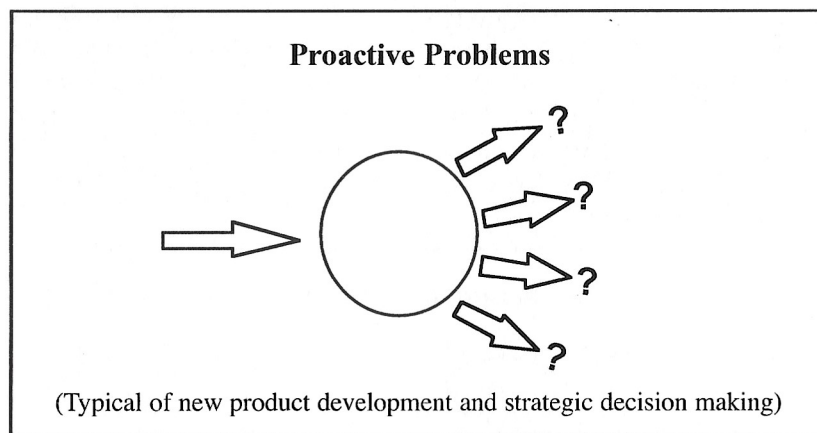 Proactive Problems
?
?
?
?
(Typical of new product development and strategic decision making)